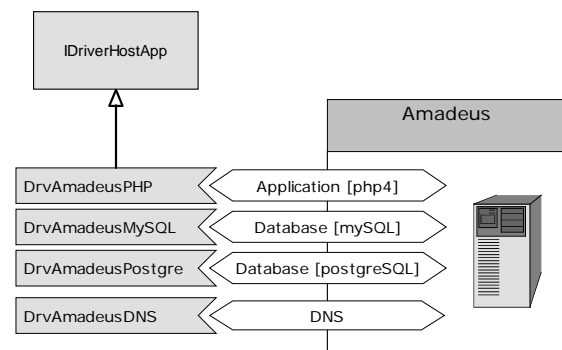 IDriverHostApp
Amadeus
DrvAmadeusPHP
Application [php4]
DrvAmadeusMySQL
Database [mySQL]
DrvAmadeusPostgre
Database [postgreSQL]
DrvAmadeusDNS
DNS